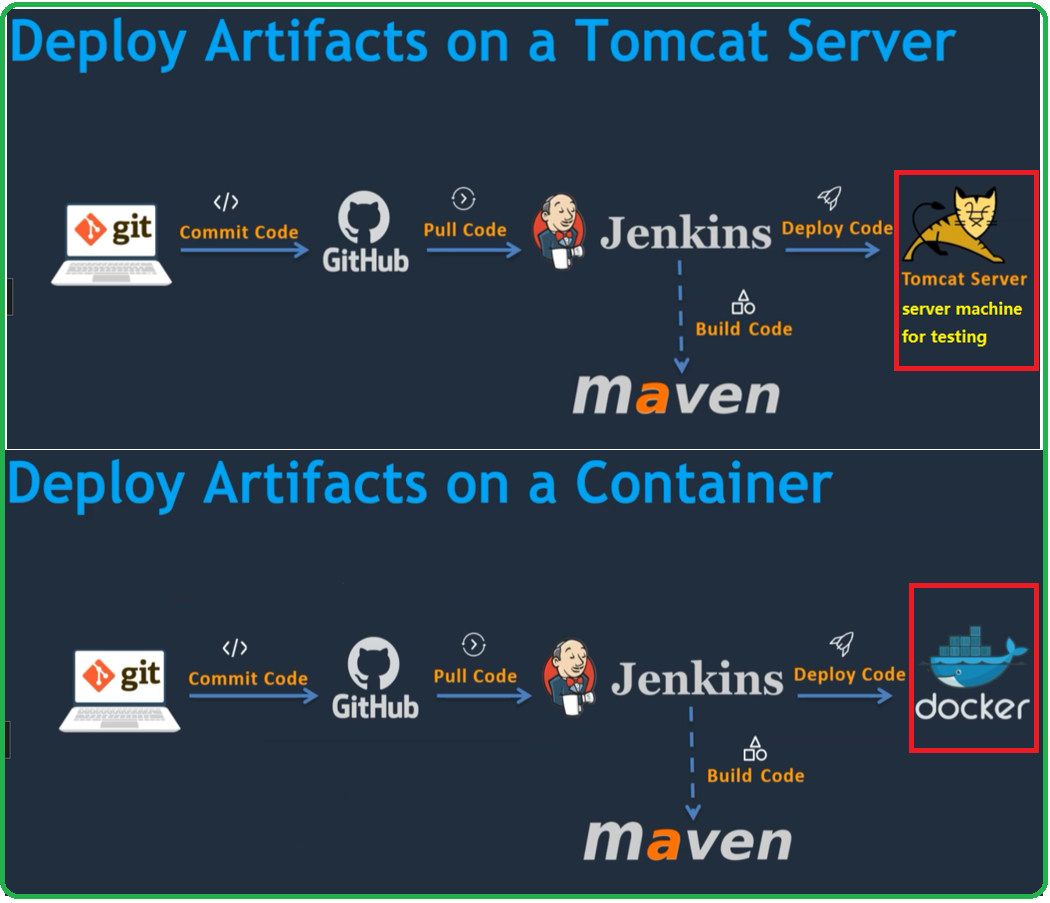 Deploy Artifacts on a Tomcat Server
git
</>
Commit Code
GitHub
Pull Code
Jenkins
Deploy Code
Tomcat Server
server machine
for testing
Build Code
maven
Deploy Artifacts on a Container
git
</>
Commit Code
GitHub
Pull Code
Jenkins
Deploy Code
docker
Build Code
maven